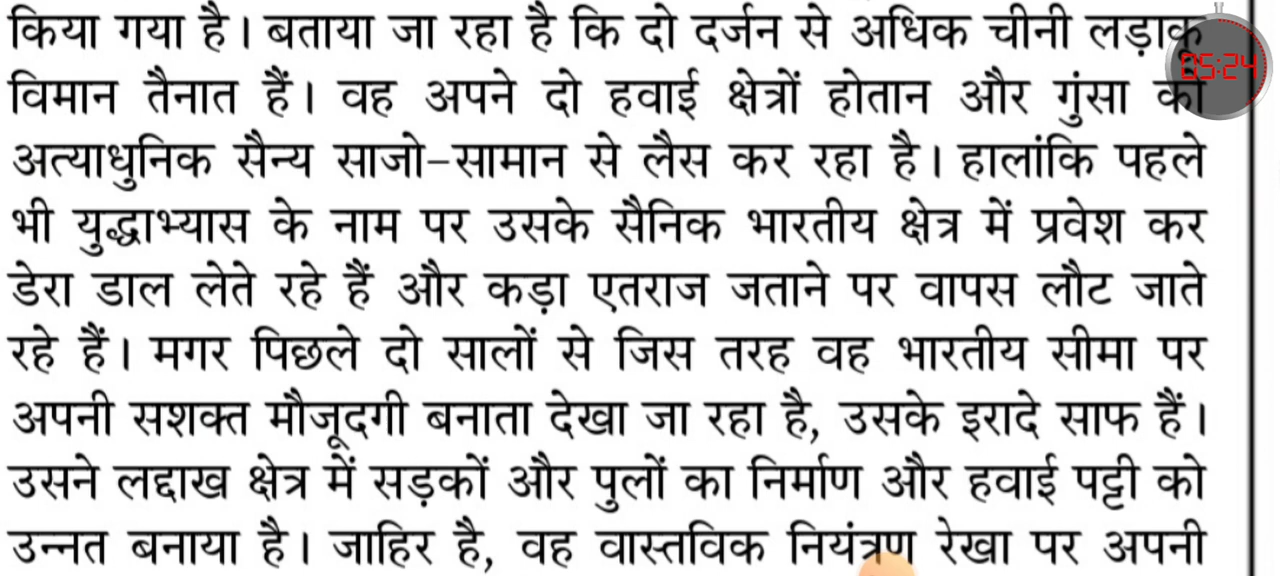 किया गया है। बताया जा रहा है कि दो दर्जन से अधिक चीनी लड़ाकू
05:24
विमान तैनात हैं। वह अपने दो हवाई क्षेत्रों होतान और गुंसा को
अत्याधुनिक सैन्य साजो-सामान से लैस कर रहा है। हालांकि पहले
भी युद्धाभ्यास के नाम पर उसके सैनिक भारतीय क्षेत्र में प्रवेश कर
डेरा डाल लेते रहे हैं और कड़ा एतराज जताने पर वापस लौट जाते
रहे हैं। मगर पिछले दो सालों से जिस तरह वह भारतीय सीमा पर
अपनी सशक्त मौजूदगी बनाता देखा जा रहा है, उसके इरादे साफ हैं।
उसने लद्दाख क्षेत्र में सड़कों और पुलों का निर्माण और हवाई पट्टी को
उन्नत बनाया है। जाहिर है, वह वास्तविक नियंत्रण रेखा पर अपनी